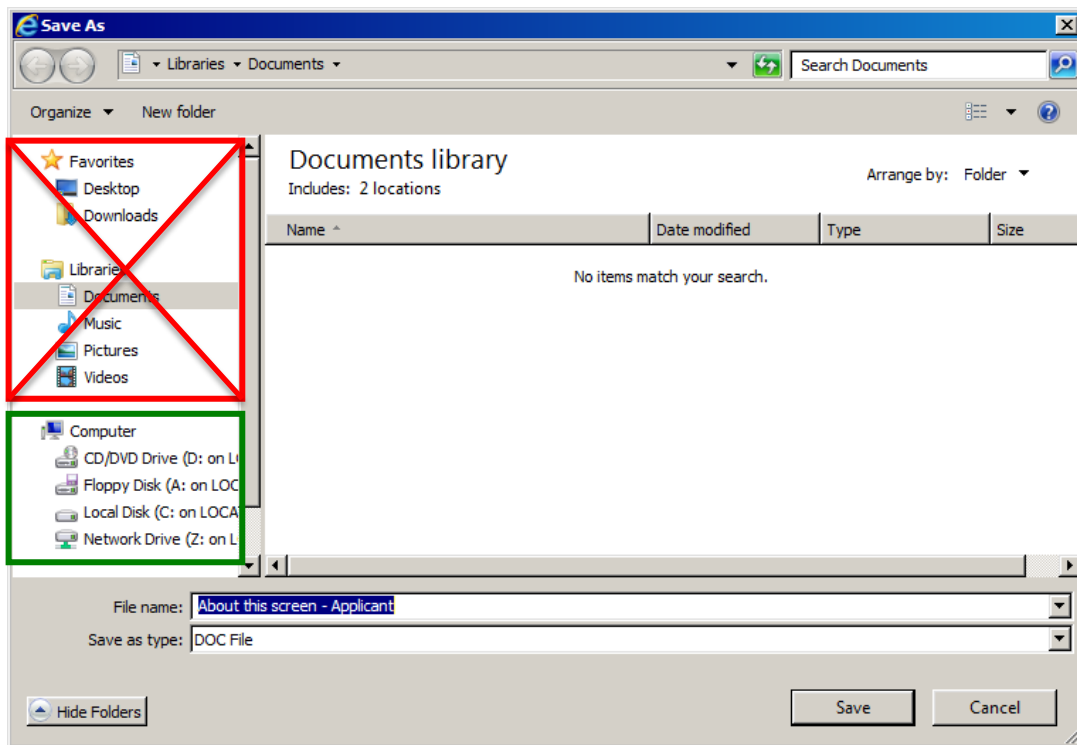 Save As
Libraries Documents
Search Documents
Organize New folder
Favorites
Desktop
Downloads
Libraries
Documents
Music
Pictures
Videos
Computer
CD/DVD Drive (D: on L
Floppy Disk (A: on LOC
Local Disk (C: on LOCA
Network Drive (Z: on L
Documents library
Includes: 2 locations
Arrange by: Folder
Name Date modified Type Size
No items match your search.
File name: About this screen - Applicant
Save as type: DOC File
Hide Folders Save Cancel